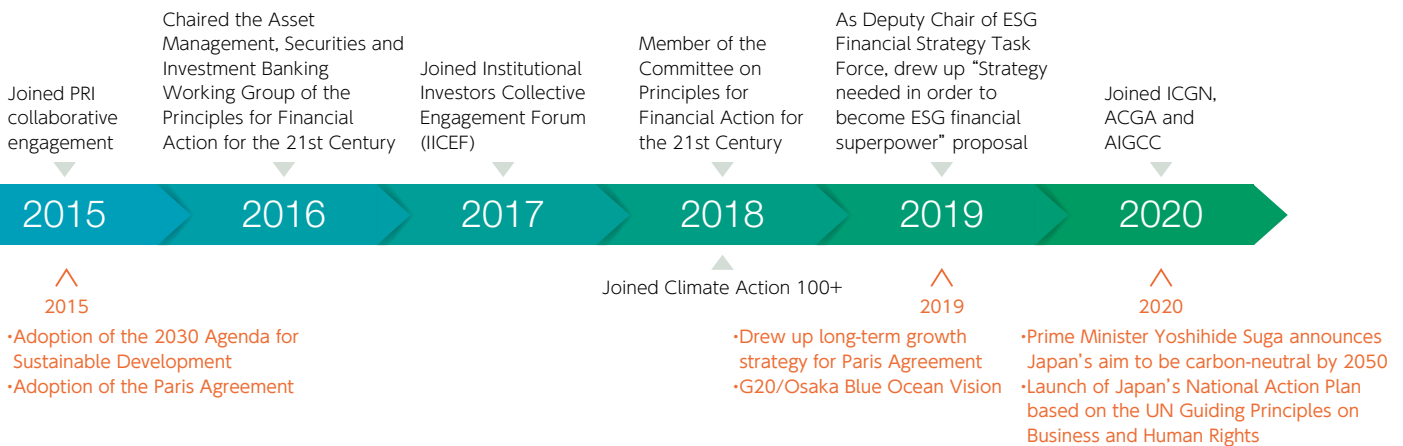 Joined PRI
collaborative
engagement
Chaired the Asset
Management, Securities and
Investment Banking
Working Group of the
Principles for Financial
Action for the 21st Century
Joined Institutional
Investors Collective
Engagement Forum
(IICEF)
Member of the
Committee on
Principles for
Financial Action for
the 21st Century
As Deputy Chair of ESG
Financial Strategy Task
Force, drew up “Strategy
needed in order to
become ESG financial
superpower” proposal
Joined ICGN,
ACGA and
AIGCC
2015
2016
2017
2018
2019
2020
Joined Climate Action 100+
2015
•Adoption of the 2030 Agenda for
Sustainable Development
•Adoption of the Paris Agreement
2019
•Drew up long-term growth
strategy for Paris Agreement
•G20/Osaka Blue Ocean Vision
2020
•Prime Minister Yoshihide Suga announces
Japan’s aim to be carbon-neutral by 2050
•Launch of Japan’s National Action Plan
based on the UN Guiding Principles on
Business and Human Rights